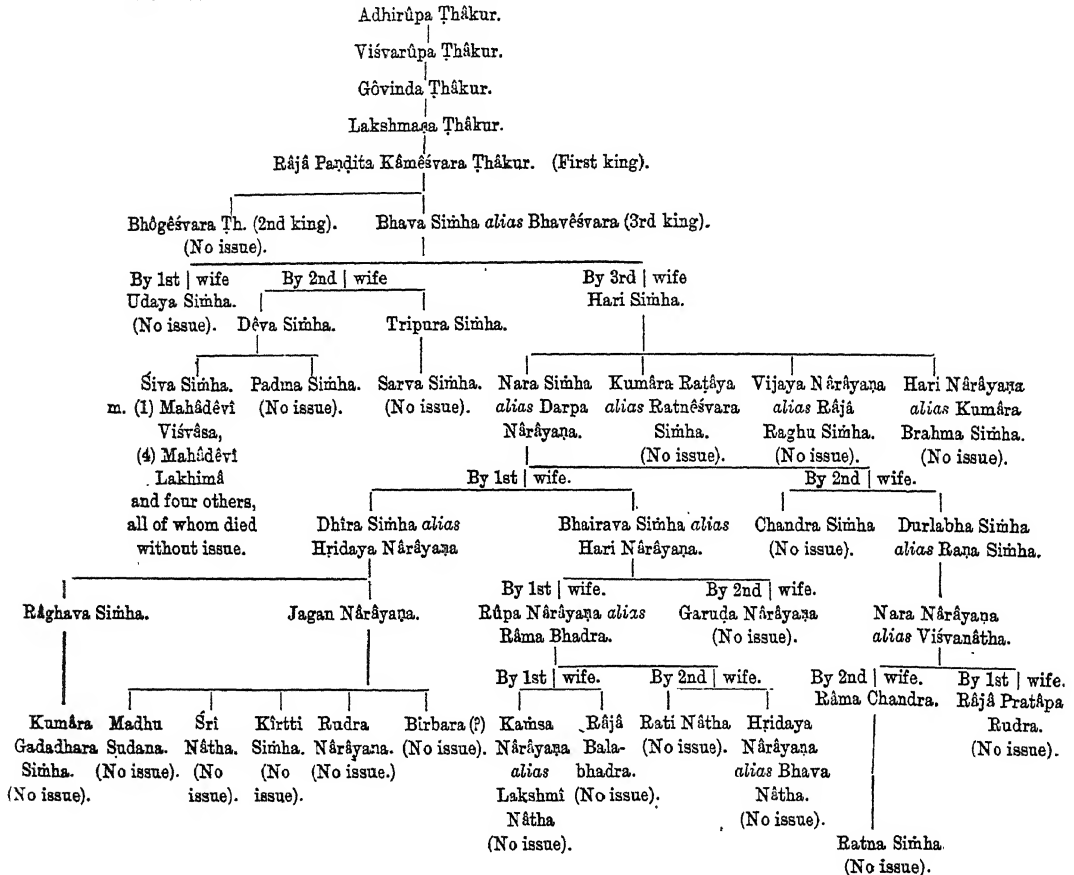 Adhirûpa Ṭhâkur.
Viśvarûpa Ṭhâkur.
Gôvinda Ṭhâkur.
Lakshmaṇa Ṭhâkur.
Râjâ Paṇḍita Kâmêśvara Ṭhâkur. (First king).
Bhôgêśvara Ṭh. (2nd king). Bhava Siṁha alias Bhavêśvara (3rd king).
(No issue).
By 1st | wife By 2nd | wife By 3rd | wife
Udaya Siṁha. Hari Siṁha.
(No issue). Dêva Siṁha. Tripura Siṁha.
Śiva Siṁha. Padma Siṁha. Sarva Siṁha. Nara Siṁha Kumâra Raṭâya Vijaya Nârâyaṇa Hari Nârâyaṇa
m. (1) Mahâdêvî (No issue). (No issue). alias Darpa alias Ratnêśvara alias Râjâ alias Kumâra
Viśvâsa, Nârâyaṇa. Siṁha. Raghu Siṁha. Brahma Siṁha.
(4) Mahâdêvî (No issue). (No issue). (No issue).
Lakhimâ By 1st | wife. By 2nd | wife.
and four others,
all of whom died Dhîra Siṁha alias Bhairava Siṁha alias Chandra Siṁha Durlabha Siṁha
without issue. Hṛidaya Nârâyaṇa Hari Nârâyaṇa. (No issue). alias Raṇa Siṁha.
By 1st | wife. By 2nd | wife.
Râghava Siṁha. Jagan Nârâyaṇa. Rûpa Nârâyaṇa alias Garuḍa Nârâyaṇa Nara Nârâyaṇa
Râma Bhadra. (No issue). alias Viśvanâtha.
By 1st | wife. By 2nd | wife. By 2nd | wife. By 1st | wife.
Râma Chandra. Râjâ Pratâpa
Kumâra Madhu Śri Kîrtti Rudra Birbara (?) Kaṁsa Râjâ Rati Nâtha Hṛidaya Rudra.
Gadadhara Sudana. Nâtha. Siṁha. Nârâyaṇa. (No issue). Nârâyaṇa Bala- (No issue). Nârâyaṇa (No issue).
Siṁha. (No issue). (No (No (No issue.) alias bhadra. alias Bhava
(No issue). issue). issue). Lakshmî (No issue). Nâtha.
Nâtha (No issue).
(No issue). Ratna Siṁha.
(No issue).